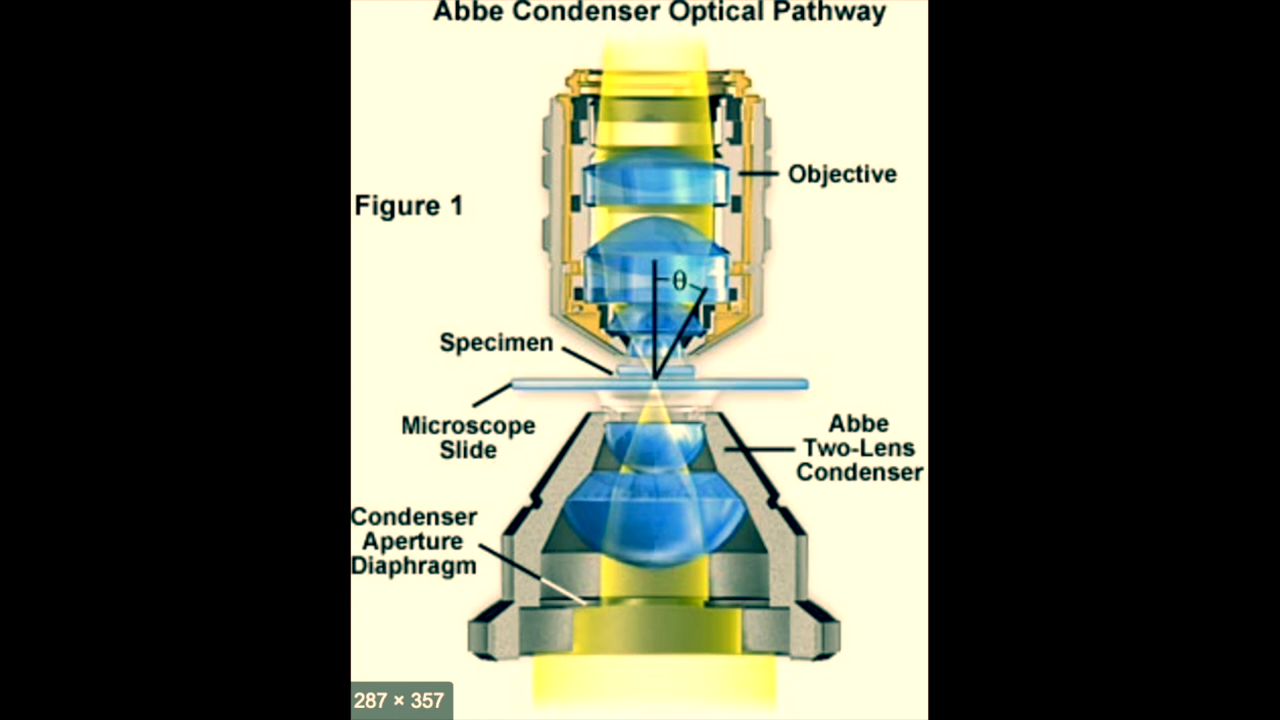 Abbe Condenser Optical Pathway
Objective
Figure 1
θ
Specimen
Microscope
Slide
Abbe
Two-Lens
Condenser
Condenser
Aperture
Diaphragm
287 × 357